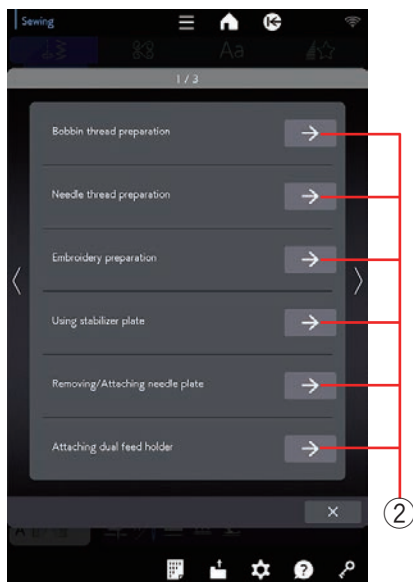 Sewing
Aa
1 / 3
Bobbin thread preparation
Needle thread preparation
Embroidery preparation
Using stabilizer plate
Removing/Attaching needle plate
Attaching dual feed holder
2